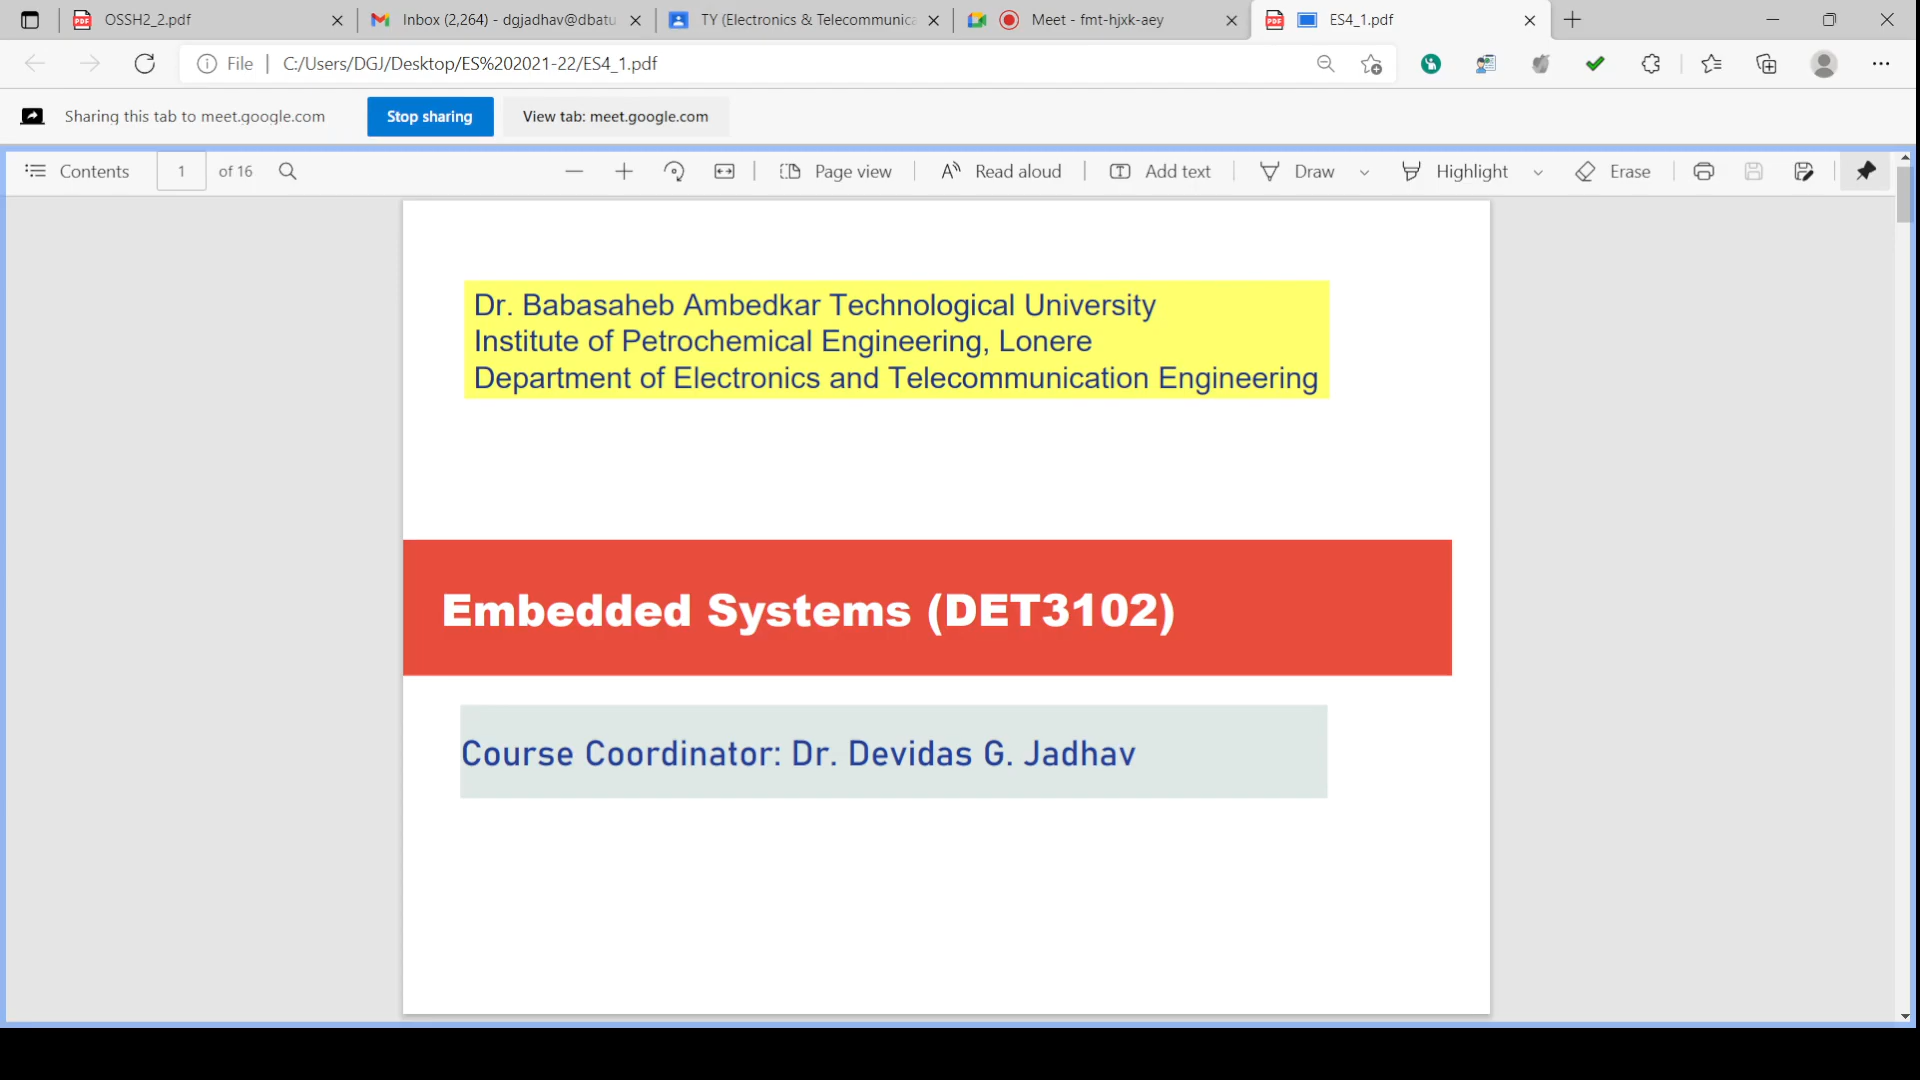 OSSH2_2.pdf
Inbox (2,264) - dgjadhav@dbatu
TY (Electronics & Telecommunica
Meet - fmt-hjxk-aey
ES4_1.pdf
File
C:/Users/DGJ/Desktop/ES%202021-22/ES4_1.pdf
Sharing this tab to meet.google.com
Stop sharing
View tab: meet.google.com
Contents
1
of 16
Page view
Read aloud
Add text
Draw
Highlight
Erase
Dr. Babasaheb Ambedkar Technological University
Institute of Petrochemical Engineering, Lonere
Department of Electronics and Telecommunication Engineering
Embedded Systems (DET3102)
Course Coordinator: Dr. Devidas G. Jadhav